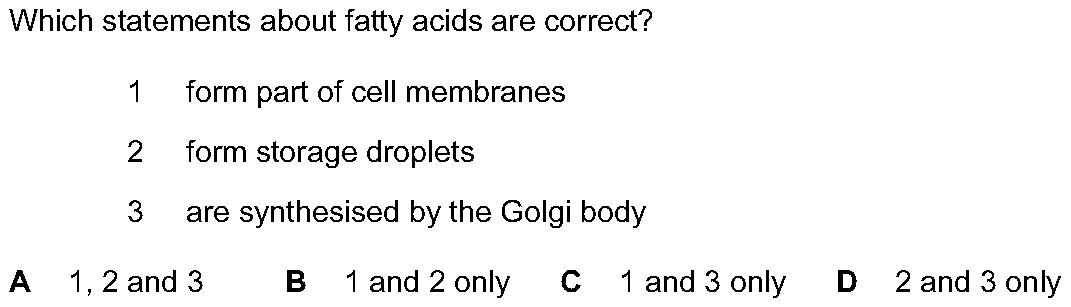 Which statements about fatty acids are correct?
1 form part of cell membranes
2 form storage droplets
3 are synthesised by the Golgi body
A 1, 2 and 3 B 1 and 2 only C 1 and 3 only D 2 and 3 only